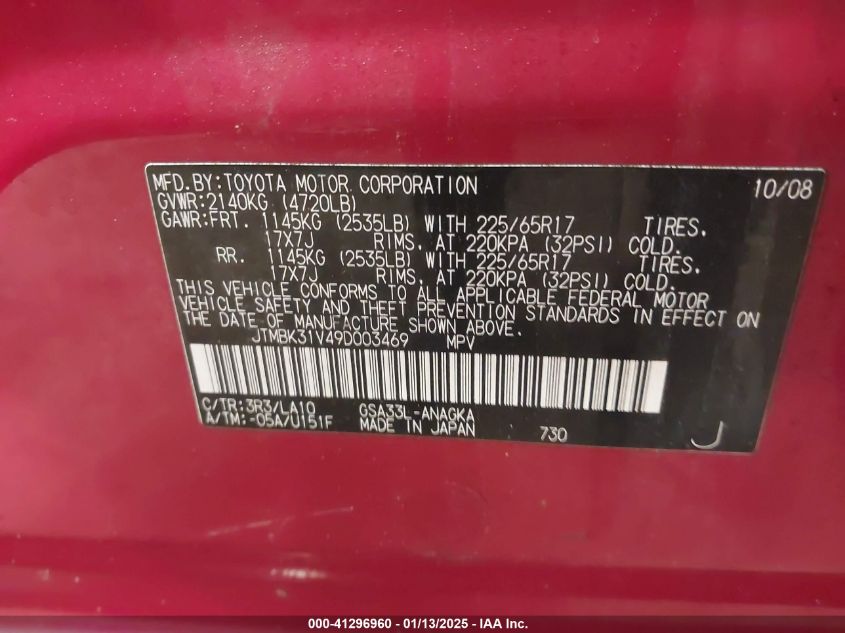 MFD.BY:TOYOTA MOTOR CORPORATION 10/08
GVWR:2140KG (4720LB)
GAWR:FRT. 1145KG (2535LB) WITH 225/65R17 TIRES.
17X7J RIMS, AT 220KPA (32PSI) COLD.
RR. 1145KG (2535LB) WITH 225/65R17 TIRES.
17X7J RIMS, AT 220KPA (32PSI) COLD.
THIS VEHICLE CONFORMS TO ALL APPLICABLE FEDERAL MOTOR
VEHICLE SAFETY AND THEFT PREVENTION STANDARDS IN EFFECT ON
THE DATE OF MANUFACTURE SHOWN ABOVE.
JTMBK31V49D003469 MPV
C/TR:3R3/LA10 GSA33L-ANAGKA
A/TM:-05A/U151F MADE IN JAPAN 730 J
000-41296960 — 01/13/2025 - IAA Inc.